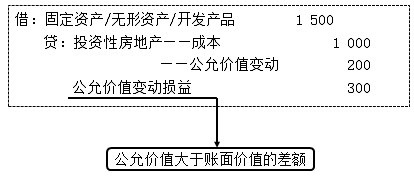 借：固定资产/无形资产/开发产品 1 500
贷：投资性房地产——成本 1 000
——公允价值变动 200
公允价值变动损益 300
公允价值大于账面价值的差额